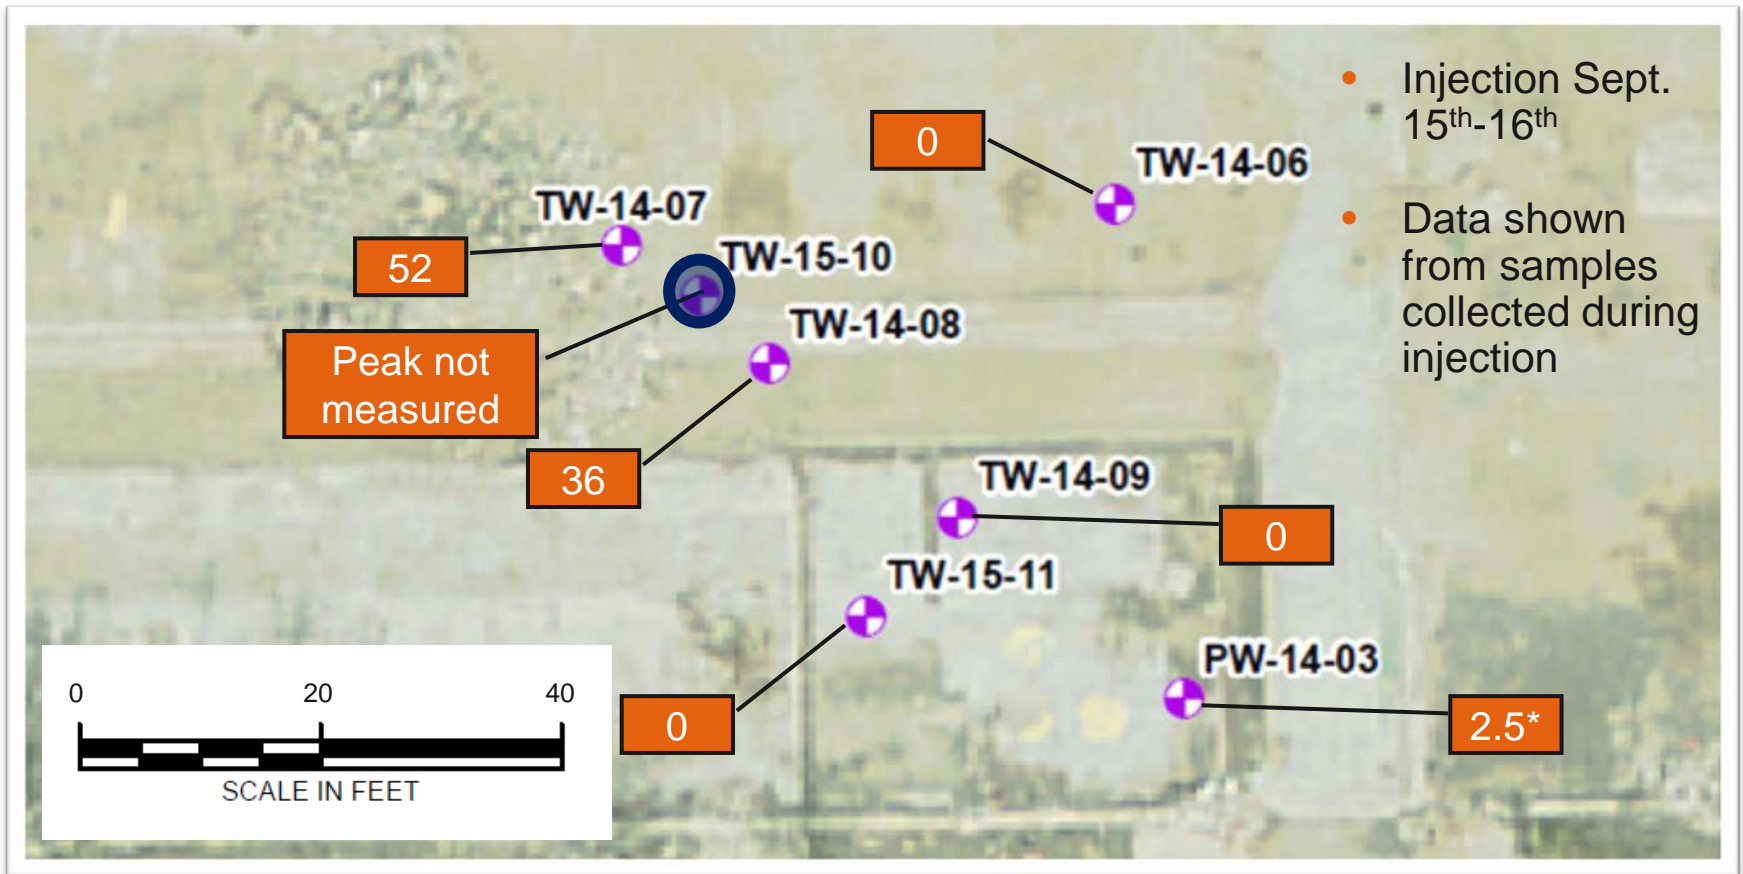 Injection Sept.
15th-16th
Data shown
from samples
collected during
injection
0
TW-14-06
TW-14-07
52
TW-15-10
Peak not
measured
TW-14-08
36
TW-14-09
0
TW-15-11
0
PW-14-03
2.5*
0 20 40
SCALE IN FEET